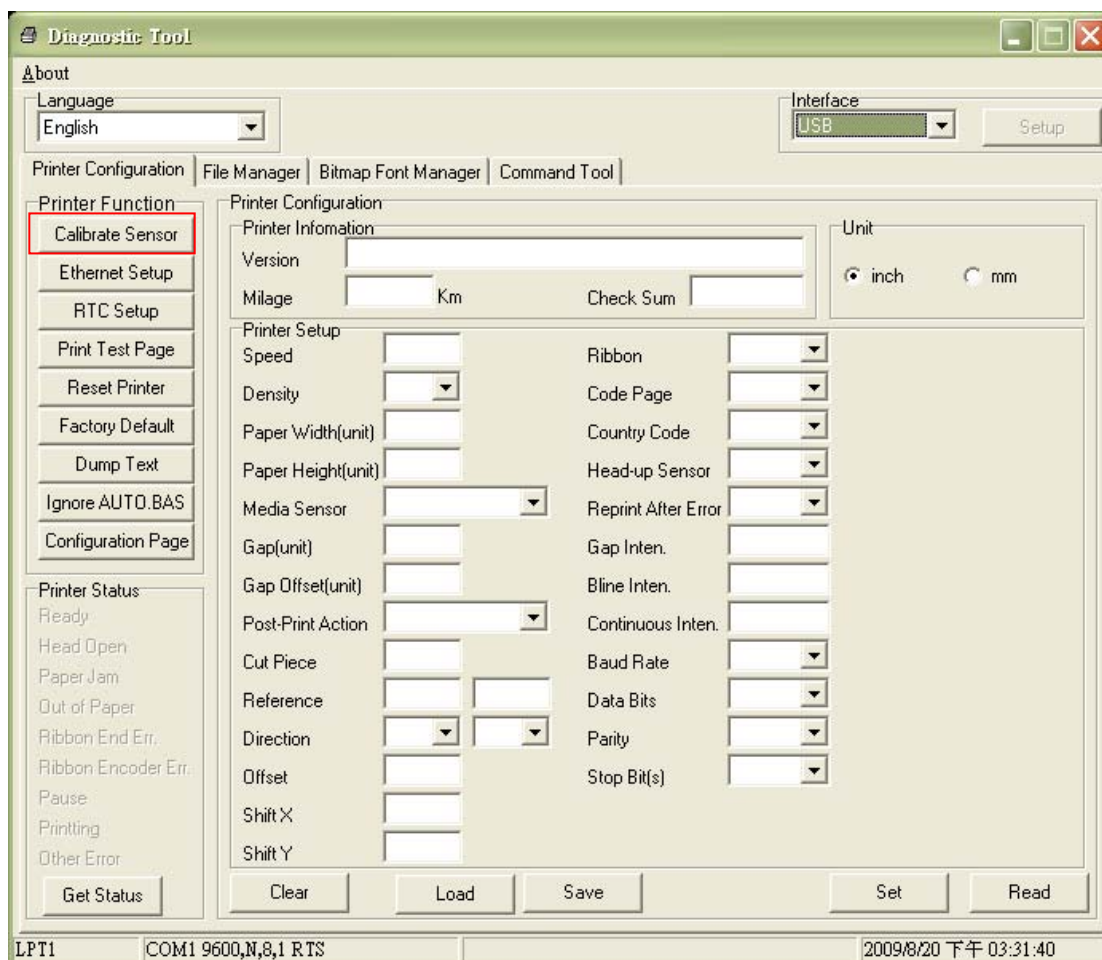 Diagnostic Tool
About
Language
English
Interface
USB
Setup
Printer Configuration
File Manager
Bitmap Font Manager
Command Tool
Printer Function
Calibrate Sensor
Ethernet Setup
RTC Setup
Print Test Page
Reset Printer
Factory Default
Dump Text
Ignore AUTO.BAS
Configuration Page
Printer Status
Ready
Head Open
Paper Jam
Out of Paper
Ribbon End Err.
Ribbon Encoder Err.
Pause
Printting
Other Error
Get Status
Printer Configuration
Printer Infomation
Version
Milage
Km
Check Sum
Unit
inch
mm
Printer Setup
Speed
Density
Paper Width(unit)
Paper Height(unit)
Media Sensor
Gap(unit)
Gap Offset(unit)
Post-Print Action
Cut Piece
Reference
Direction
Offset
Shift X
Shift Y
Ribbon
Code Page
Country Code
Head-up Sensor
Reprint After Error
Gap Inten.
Bline Inten.
Continuous Inten.
Baud Rate
Data Bits
Parity
Stop Bit(s)
Clear
Load
Save
Set
Read
LPT1
COM1 9600,N,8,1 RTS
2009/8/20 下午 03:31:40